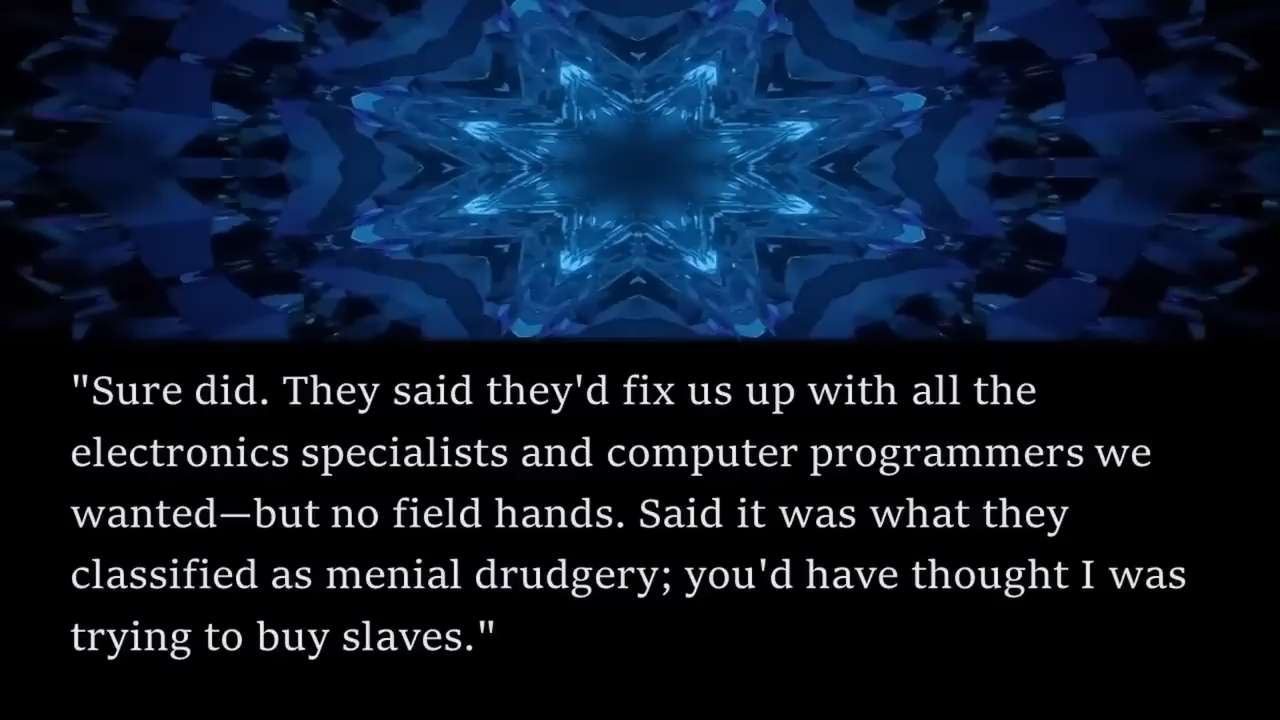 "Sure did. They said they'd fix us up with all the
electronics specialists and computer programmers we
wanted—but no field hands. Said it was what they
classified as menial drudgery; you'd have thought I was
trying to buy slaves."